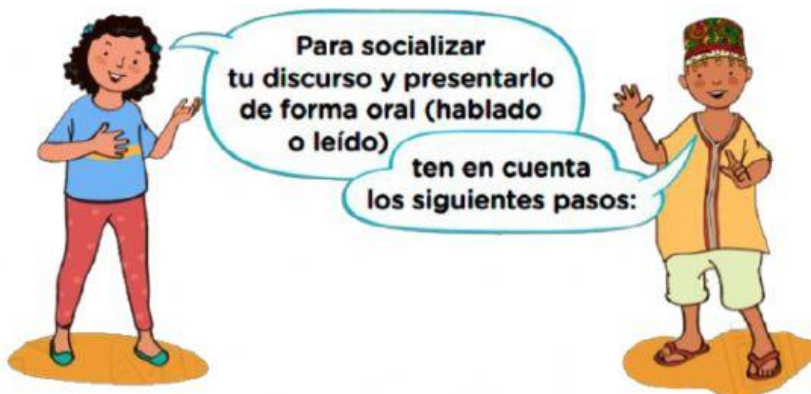 Para socializar
tu discurso y presentarlo
de forma oral (hablado
o leído)
ten en cuenta
los siguientes pasos: